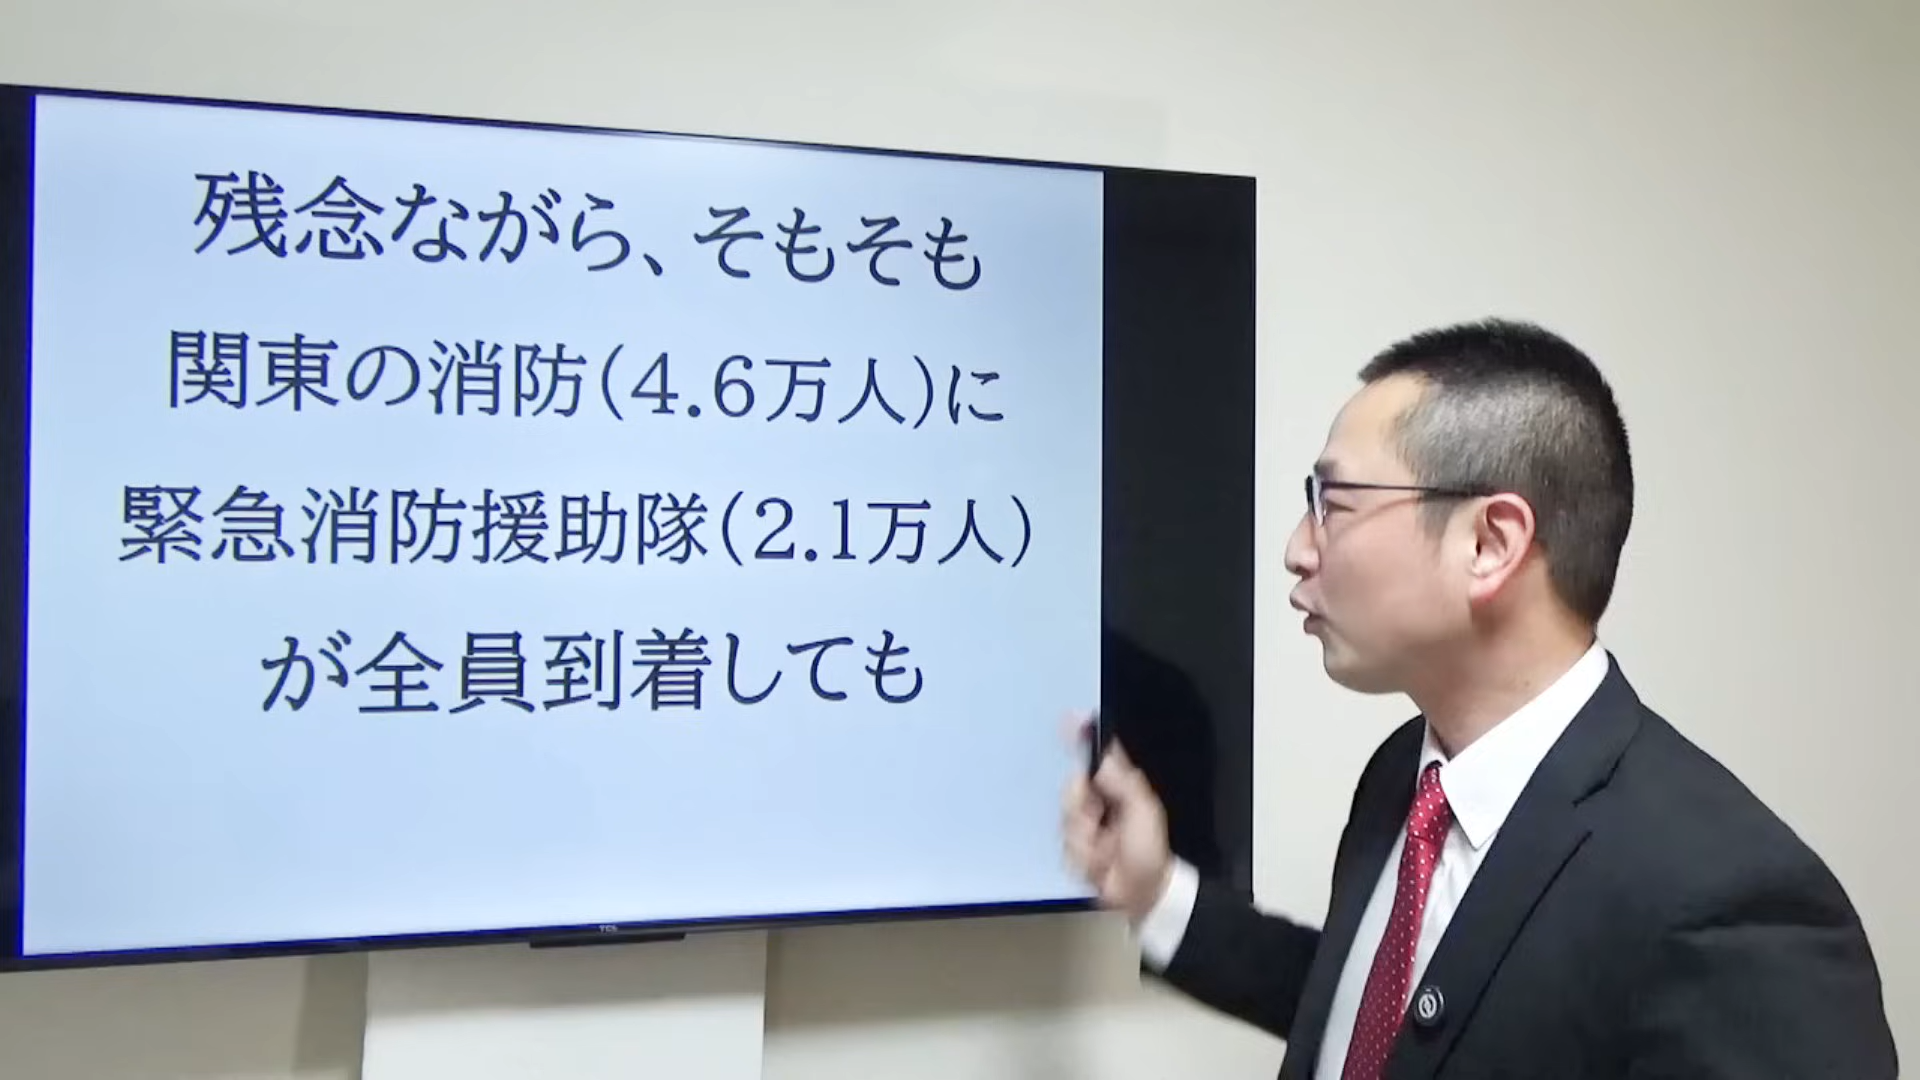 残念ながら、そもそも
関東の消防(4.6万人)に
緊急消防援助隊(2.1万人)
が全員到着しても
TCL